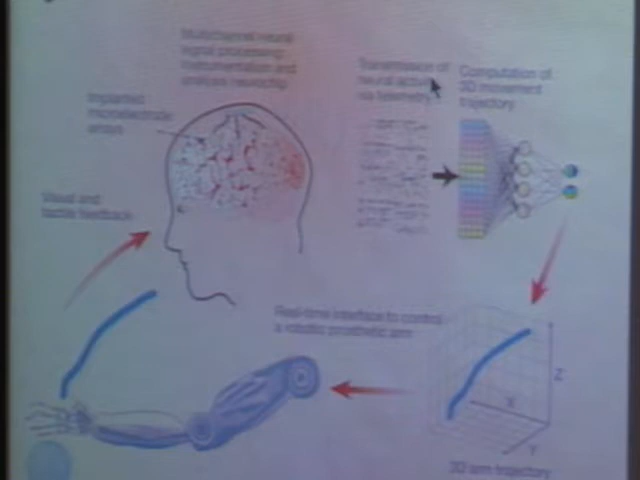 Multichannel neural
signal processing
instrumentation and
analysis neurochip
Transmission of
neural activity
via telemetry
Computation of
3D movement
trajectory
Implanted
microelectrode
arrays
Visual and
tactile feedback
Real-time interface to control
a robotic prosthetic arm
Z
X
Y
3D arm trajectory